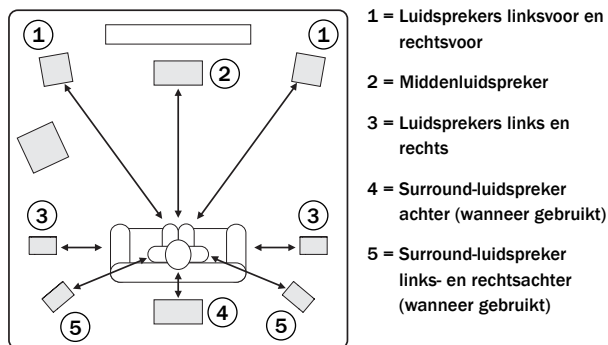 1
1
2
3
3
4
5
5
1 = Luidsprekers linksvoor en
rechtsvoor
2 = Middenluidspreker
3 = Luidsprekers links en
rechts
4 = Surround-luidspreker
achter (wanneer gebruikt)
5 = Surround-luidspreker
links- en rechtsachter
(wanneer gebruikt)